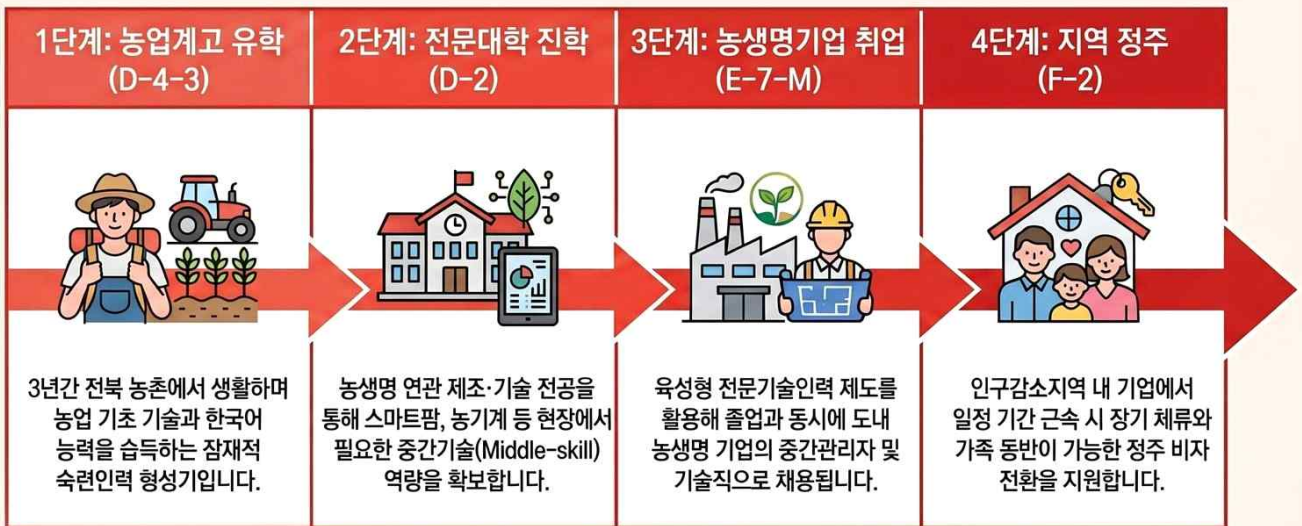 1단계: 농업계고 유학
(D-4-3)
2단계: 전문대학 진학
(D-2)
3단계: 농생명기업 취업
(E-7-M)
4단계: 지역 정주
(F-2)
3년간 전북 농촌에서 생활하며
농업 기초 기술과 한국어
능력을 습득하는 잠재적
숙련인력 형성기입니다.
농생명 연관 제조·기술 전공을
통해 스마트팜, 농기계 등 현장에서
필요한 중간기술(Middle-skill)
역량을 확보합니다.
육성형 전문기술인력 제도를
활용해 졸업과 동시에 도내
농생명 기업의 중간관리자 및
기술직으로 채용됩니다.
인구감소지역 내 기업에서
일정 기간 근속 시 장기 체류와
가족 동반이 가능한 정주 비자
전환을 지원합니다.